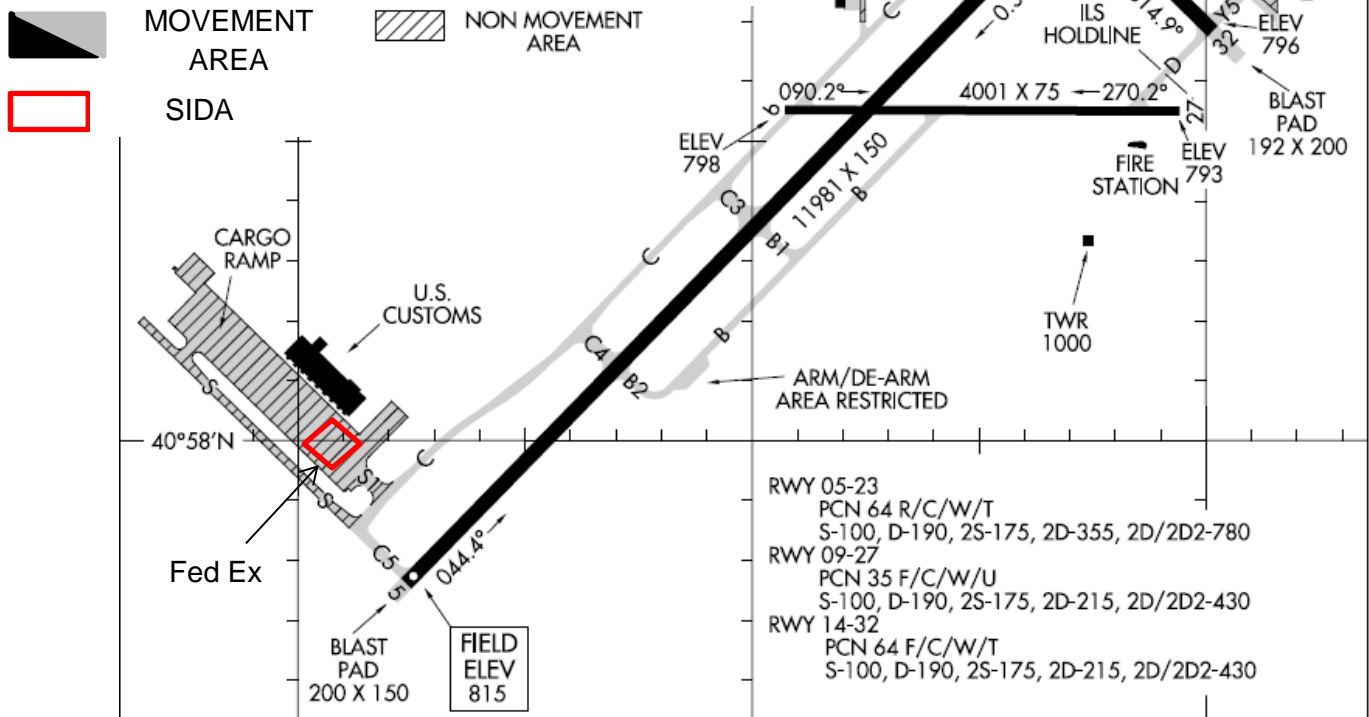 MOVEMENT
AREA
NON MOVEMENT
AREA
SIDA
C
ILS
HOLDLINE
Y5
ELEV
796
32
D
BLAST
PAD
192 X 200
090.2°
4001 X 75
270.2°
9
27
ELEV
798
11981 X 150
B
FIRE
STATION
ELEV
793
C3
B1
CARGO
RAMP
C
U.S.
CUSTOMS
TWR
1000
C4
B2
B
ARM/DE-ARM
AREA RESTRICTED
S
40°58'N
C
S1
S
Fed Ex
C5
5
044.4°
BLAST
PAD
200 X 150
FIELD
ELEV
815
RWY 05-23
PCN 64 R/C/W/T
S-100, D-190, 2S-175, 2D-355, 2D/2D2-780
RWY 09-27
PCN 35 F/C/W/U
S-100, D-190, 2S-175, 2D-215, 2D/2D2-430
RWY 14-32
PCN 64 F/C/W/T
S-100, D-190, 2S-175, 2D-215, 2D/2D2-430